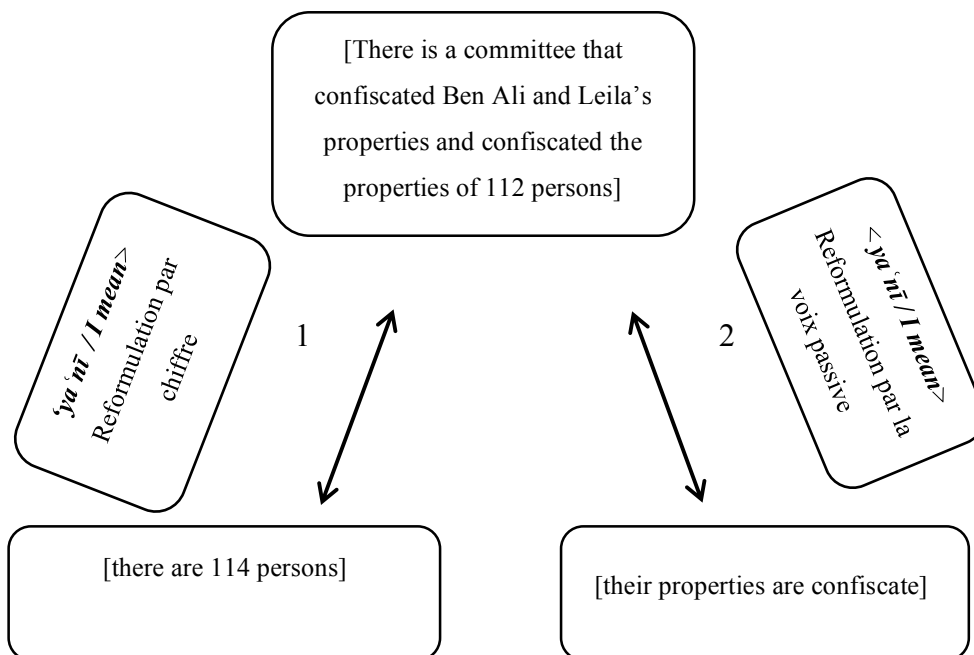 [There is a committee that
confiscated Ben Ali and Leila’s
properties and confiscated the
properties of 112 persons]
‘ya ‘nī / I mean>
Reformulation par
chiffre
1
2
< ya ‘nī / I mean>
Reformulation par la
voix passive
[there are 114 persons]
[their properties are confiscate]